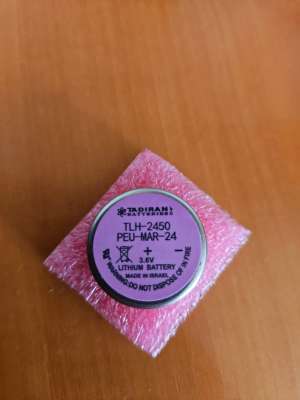 TADIRAN
BATTERIES
TLH-2450
PEU-MAR-24
+ -
3.6V
LITHIUM BATTERY
MADE IN ISRAEL
WARNING: DO NOT DISPOSE OF IN FIRE